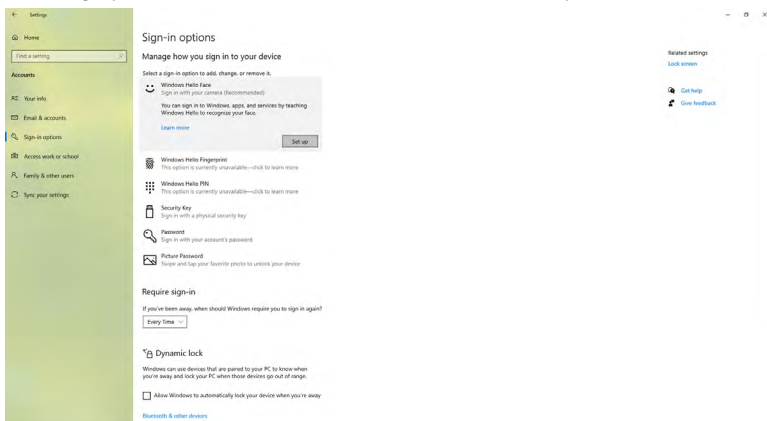 Settings
Home
Find a setting
Accounts
Your info
Email & accounts
Sign-in options
Access work or school
Family & other users
Sync your settings
Sign-in options
Manage how you sign in to your device
Select a sign-in option to add, change, or remove it.
Windows Hello Face
Sign in with your camera (Recommended)
You can sign in to Windows, apps, and services by teaching
Windows Hello to recognize your face.
Learn more
Set up
Windows Hello Fingerprint
This option is currently unavailable—click to learn more
Windows Hello PIN
This option is currently unavailable—click to learn more
Security Key
Sign in with a physical security key
Password
Sign in with your account's password
Picture Password
Swipe and tap your favorite photo to unlock your device
Require sign-in
If you've been away, when should Windows require you to sign in again?
Every Time
Dynamic lock
Windows can use devices that are paired to your PC to know when
you're away and lock your PC when those devices go out of range.
Allow Windows to automatically lock your device when you're away
Bluetooth & other devices
Related settings
Lock screen
Get help
Give feedback